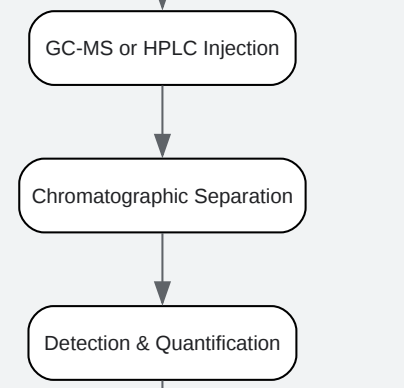 GC-MS or HPLC Injection
Chromatographic Separation
Detection & Quantification